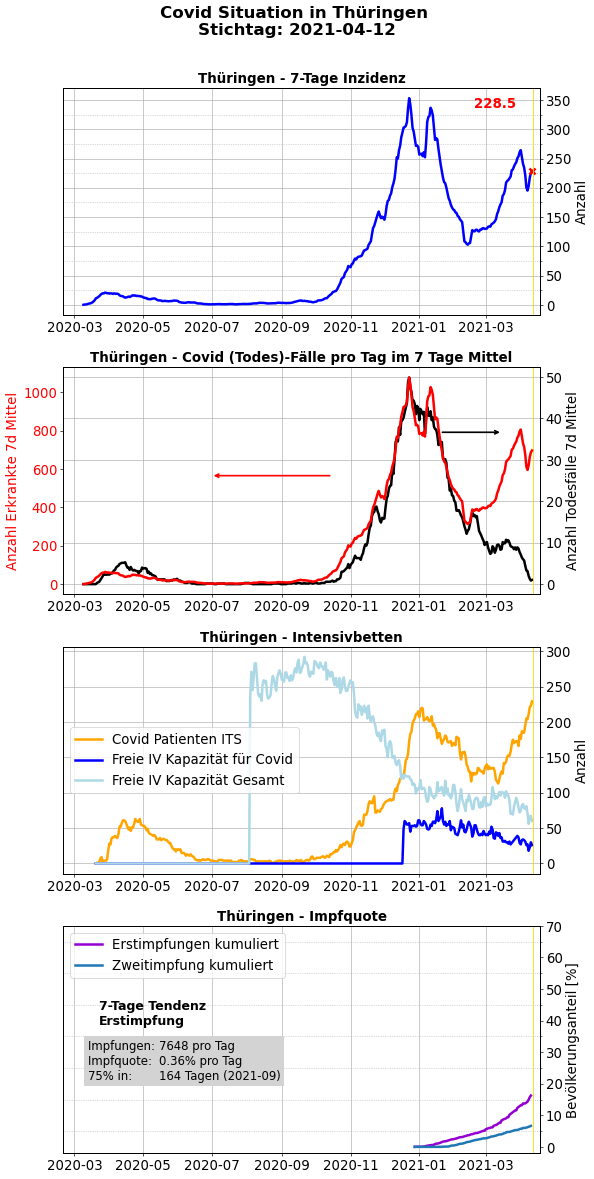 Covid Situation in Thüringen
Stichtag: 2021-04-12
Thüringen - 7-Tage Inzidenz
228.5
350
300
250
200
150
100
50
0
Anzahl
2020-03 2020-05 2020-07 2020-09 2020-11 2021-01 2021-03
Thüringen - Covid (Todes)-Fälle pro Tag im 7 Tage Mittel
Anzahl Erkrankte 7d Mittel
1000
800
600
400
200
0
50
40
30
20
10
0
Anzahl Todesfälle 7d Mittel
2020-03 2020-05 2020-07 2020-09 2020-11 2021-01 2021-03
Thüringen - Intensivbetten
Covid Patienten ITS
Freie IV Kapazität für Covid
Freie IV Kapazität Gesamt
300
250
200
150
100
50
0
Anzahl
2020-03 2020-05 2020-07 2020-09 2020-11 2021-01 2021-03
Thüringen - Impfquote
Erstimpfungen kumuliert
Zweitimpfung kumuliert
7-Tage Tendenz
Erstimpfung
Impfungen: 7648 pro Tag
Impfquote: 0.36% pro Tag
75% in: 164 Tagen (2021-09)
70
60
50
40
30
20
10
0
Bevölkerungsanteil [%]
2020-03 2020-05 2020-07 2020-09 2020-11 2021-01 2021-03